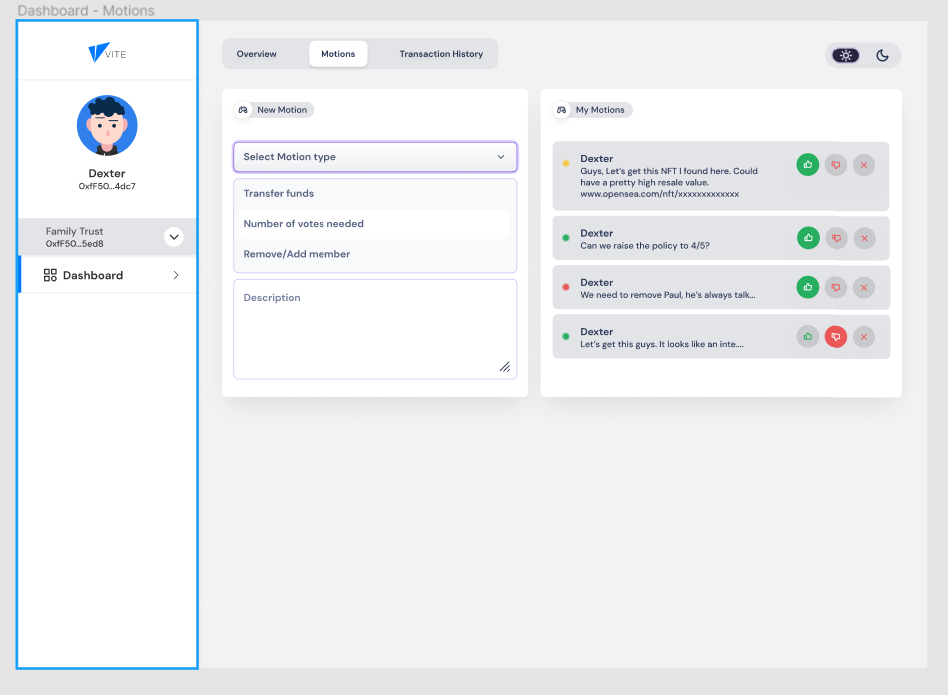 Dashboard - Motions
VITE
Dexter
0xfF50...4dc7
Family Trust
0xfF50...5ed8
Dashboard
Overview
Motions
Transaction History
New Motion
Select Motion type
Transfer funds
Number of votes needed
Remove/Add member
Description
My Motions
Dexter
Guys, Let's get this NFT I found here. Could
have a pretty high resale value.
www.opensea.com/nft/xxxxxxxxxxxxx
Dexter
Can we raise the policy to 4/5?
Dexter
We need to remove Paul, he's always talk...
Dexter
Let's get this guys. It looks like an inte....